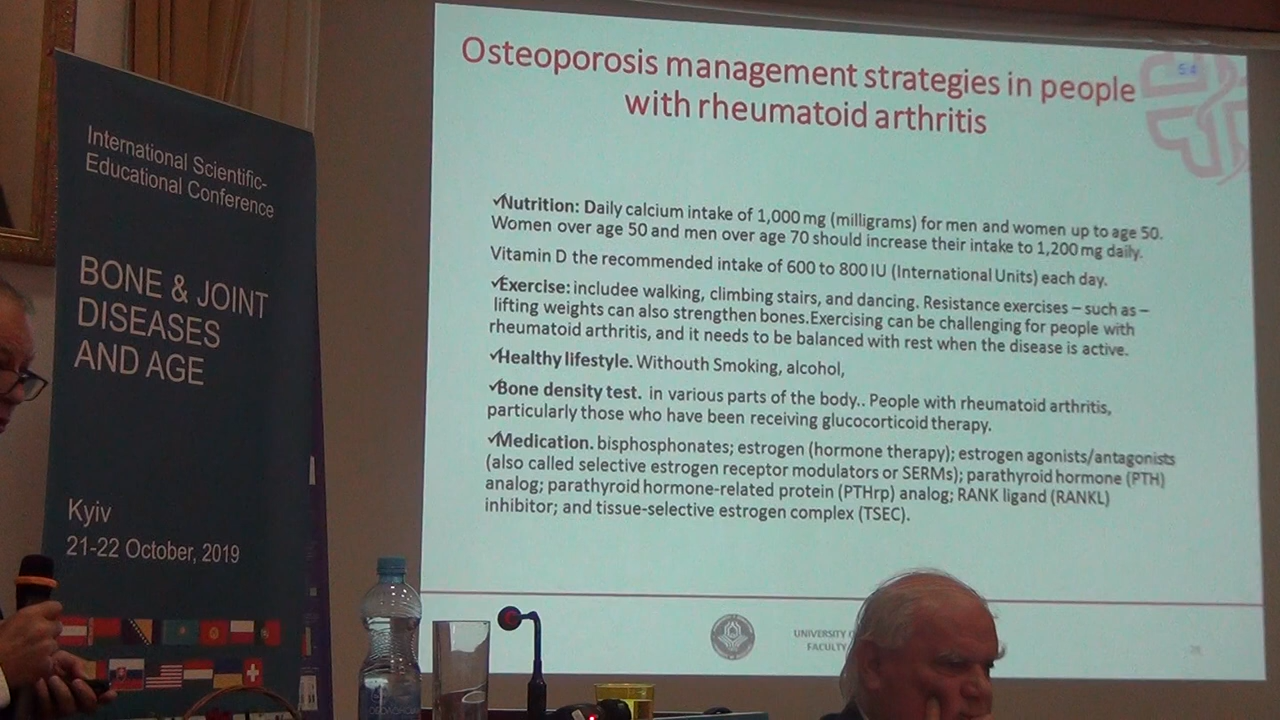 International Scientific-
Educational Conference
BONE & JOINT
DISEASES
AND AGE
Kyiv
21-22 October, 2019
Osteoporosis management strategies in people
with rheumatoid arthritis
54
✓Nutrition: Daily calcium intake of 1,000 mg (milligrams) for men and women up to age 50.
Women over age 50 and men over age 70 should increase their intake to 1,200 mg daily.
Vitamin D the recommended intake of 600 to 800 IU (International Units) each day.
✓Exercise: includee walking, climbing stairs, and dancing. Resistance exercises – such as –
lifting weights can also strengthen bones.Exercising can be challenging for people with
rheumatoid arthritis, and it needs to be balanced with rest when the disease is active.
✓Healthy lifestyle. Withouth Smoking, alcohol,
✓Bone density test. in various parts of the body.. People with rheumatoid arthritis,
particularly those who have been receiving glucocorticoid therapy.
✓Medication. bisphosphonates; estrogen (hormone therapy); estrogen agonists/antagonists
(also called selective estrogen receptor modulators or SERMs); parathyroid hormone (PTH)
analog; parathyroid hormone-related protein (PTHrp) analog; RANK ligand (RANKL)
inhibitor; and tissue-selective estrogen complex (TSEC).
UNIVERSITY
FACULTY